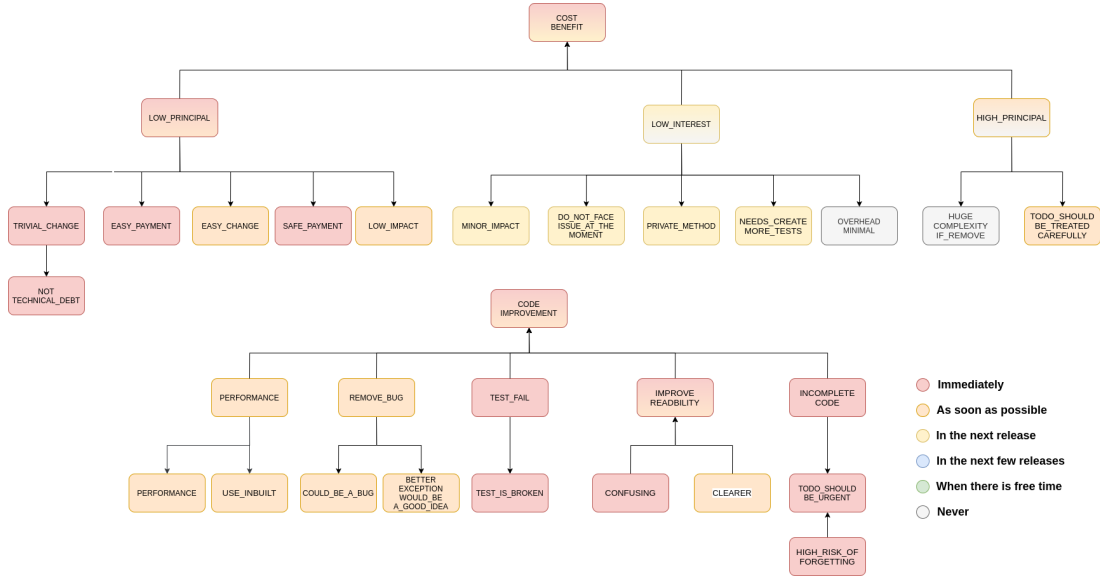 COST
BENEFIT
LOW_PRINCIPAL
LOW_INTEREST
HIGH_PRINCIPAL
TRIVIAL_CHANGE
EASY_PAYMENT
EASY_CHANGE
SAFE_PAYMENT
LOW_IMPACT
MINOR_IMPACT
DO_NOT_FACE
ISSUE_AT_THE
MOMENT
PRIVATE_METHOD
NEEDS_CREATE
MORE_TESTS
OVERHEAD
MINIMAL
HUGE
COMPLEXITY
IF_REMOVE
TODO_SHOULD
BE_TREATED
CAREFULLY
NOT
TECHNICAL_DEBT
CODE
IMPROVEMENT
PERFORMANCE
REMOVE_BUG
TEST_FAIL
IMPROVE
READBILITY
INCOMPLETE
CODE
PERFORMANCE
USE_INBUILT
COULD_BE_A_BUG
BETTER
EXCEPTION
WOULD_BE
A_GOOD_IDEA
TEST_IS_BROKEN
CONFUSING
CLEARER
TODO_SHOULD
BE_URGENT
HIGH_RISK_OF
FORGETTING
Immediately
As soon as possible
In the next release
In the next few releases
When there is free time
Never